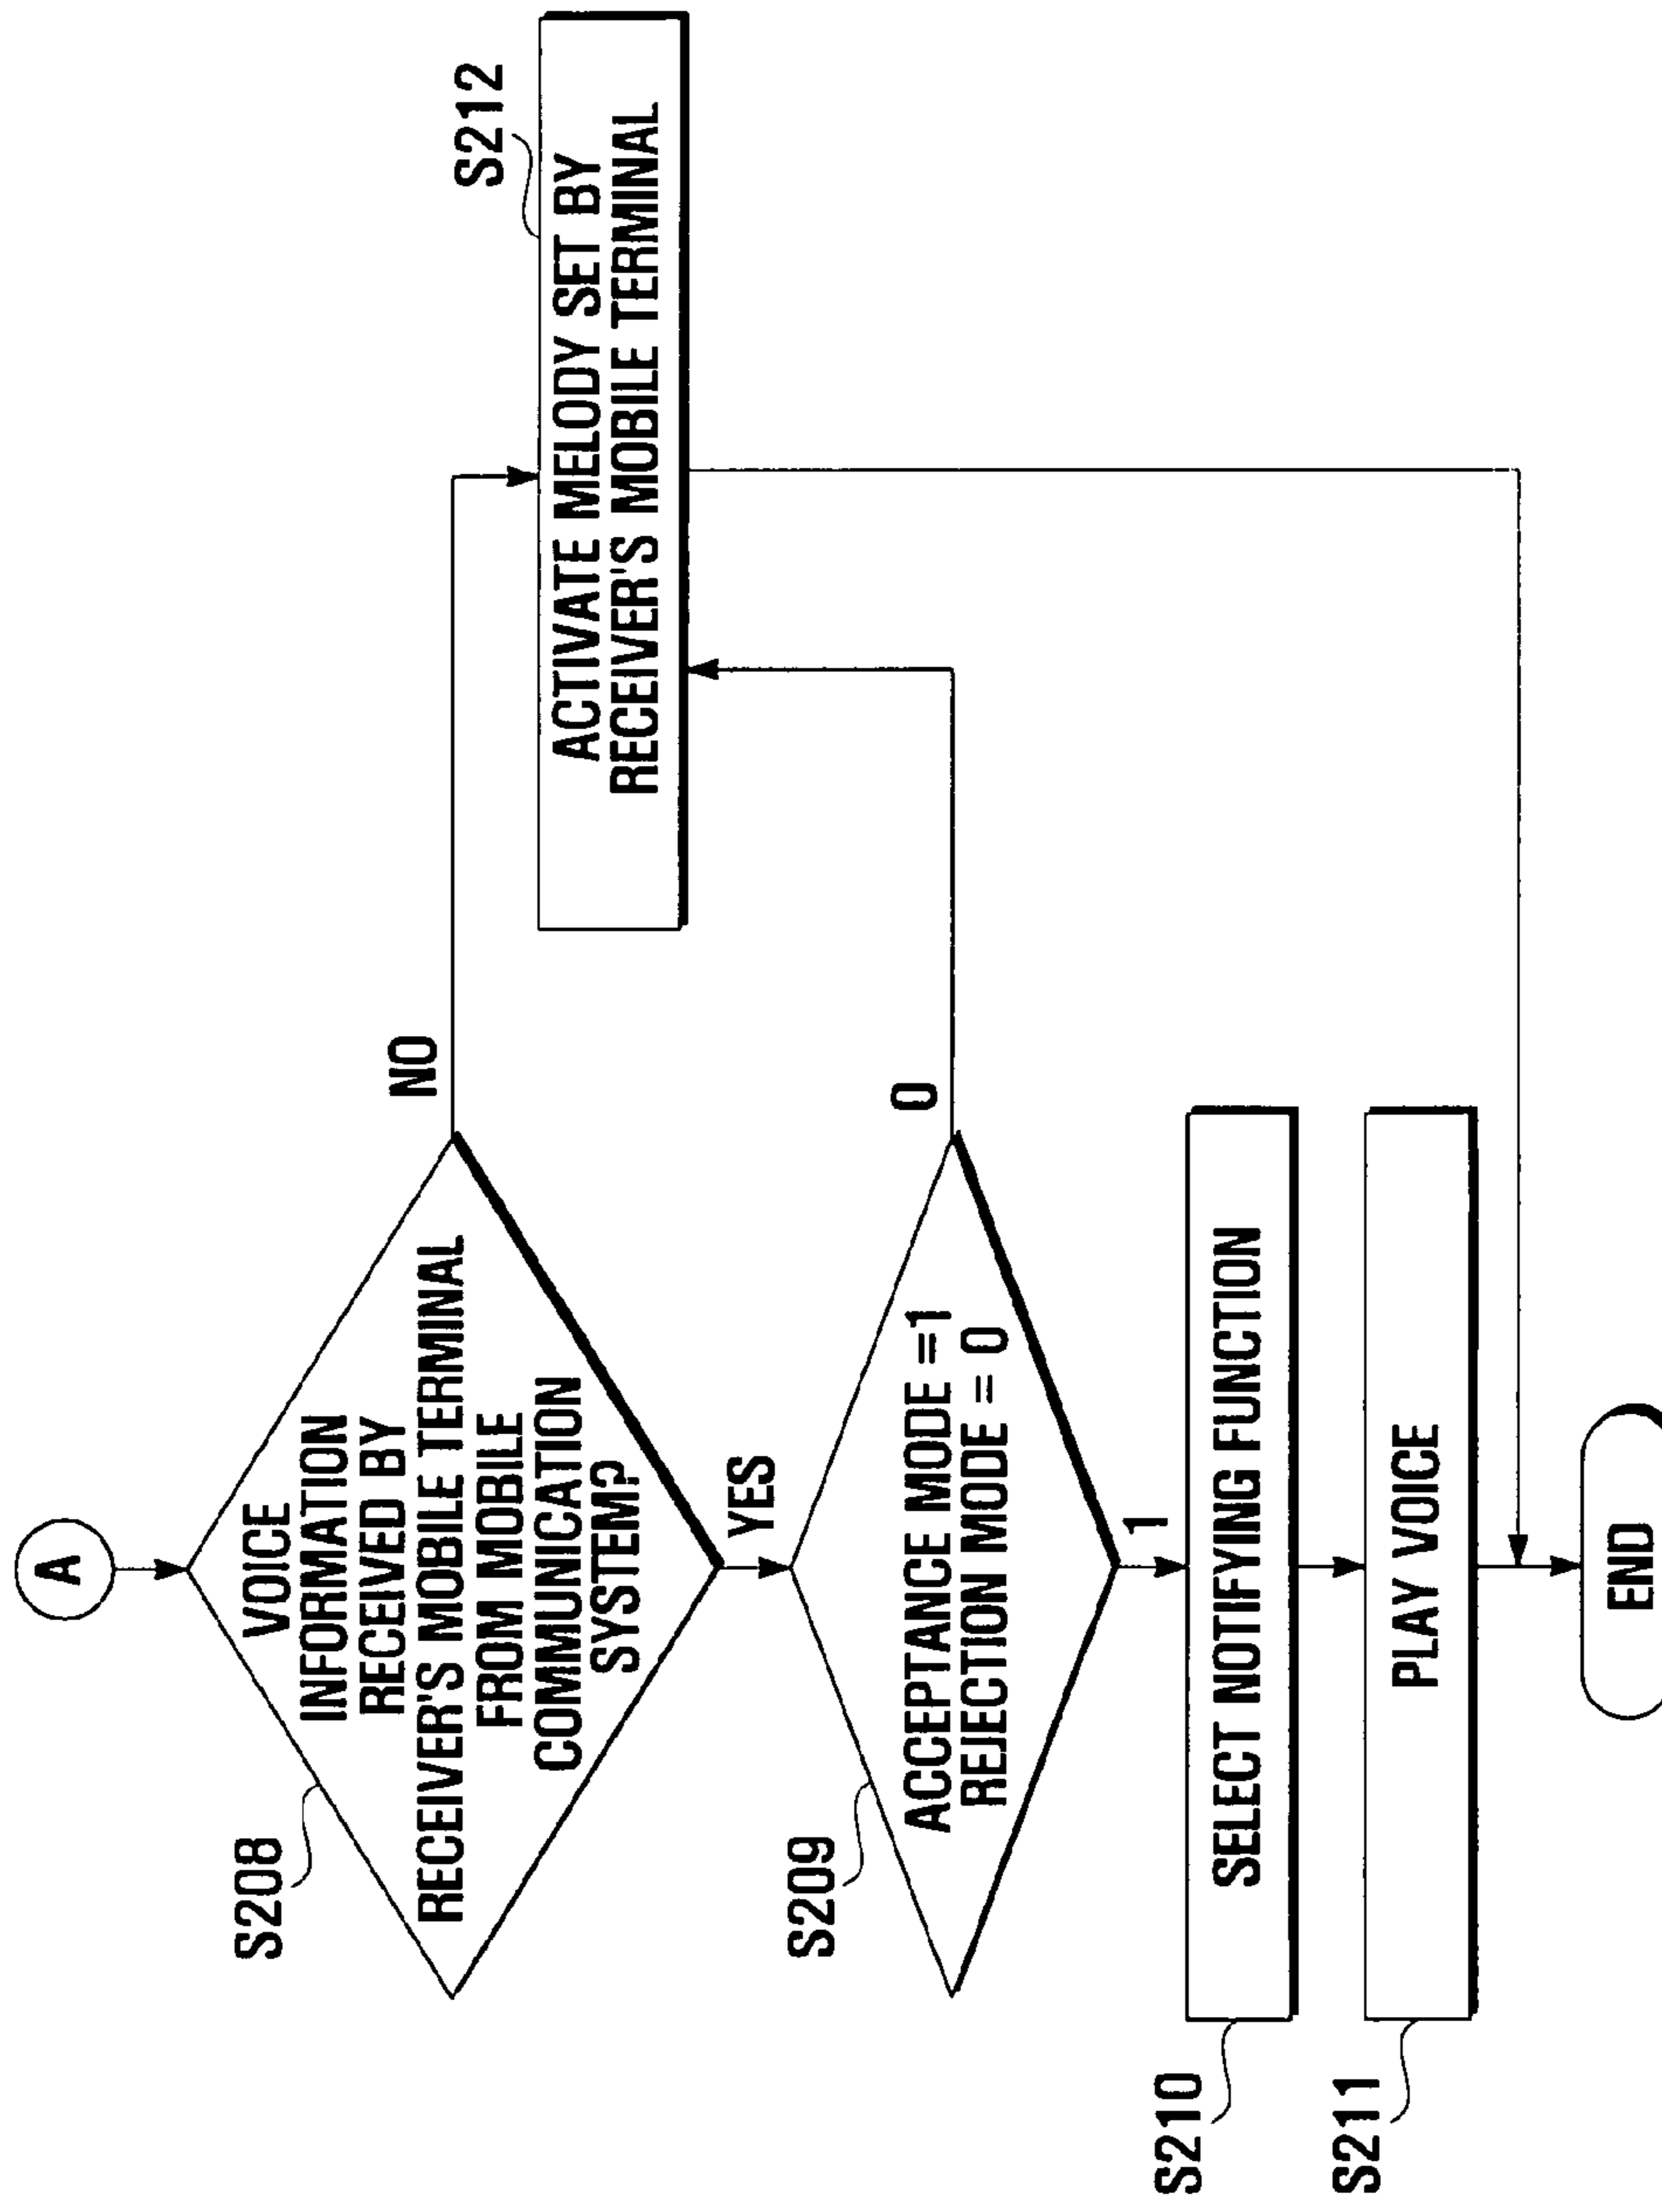 A
S208
VOICE
INFORMATION
RECEIVED BY
RECEIVER'S MOBILE TERMINAL
FROM MOBILE
COMMUNICATION
SYSTEM?
NO
YES
S212
ACTIVATE MELODY SET BY
RECEIVER'S MOBILE TERMINAL
S209
ACCEPTANCE MODE =1
REJECTION MODE = 0
0
1
S210
SELECT NOTIFYING FUNCTION
S211
PLAY VOICE
END